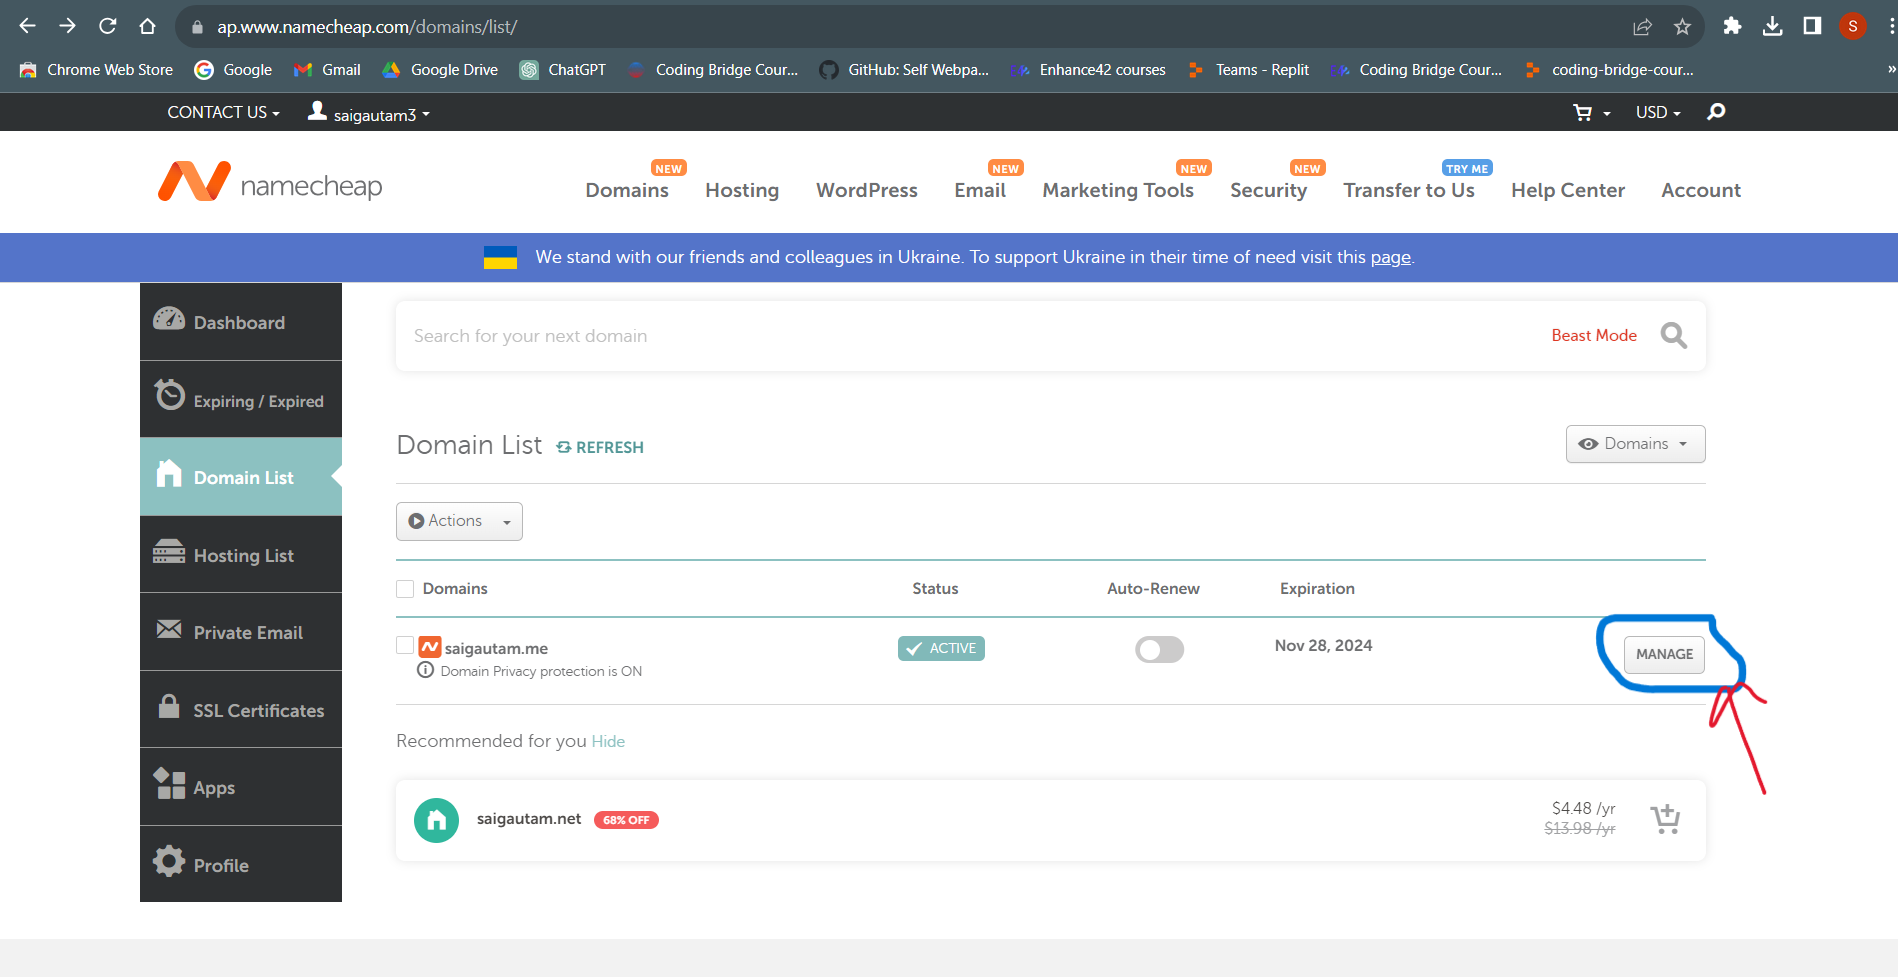 ap.www.namecheap.com/domains/list/
Chrome Web Store Google Gmail Google Drive ChatGPT Coding Bridge Cour... GitHub: Self Webpa... Enhance42 courses Teams - Replit Coding Bridge Cour... coding-bridge-cour... »
CONTACT US saigautam3 USD
S
namecheap
NEW NEW NEW NEW TRY ME
Domains Hosting WordPress Email Marketing Tools Security Transfer to Us Help Center Account
We stand with our friends and colleagues in Ukraine. To support Ukraine in their time of need visit this page.
Dashboard
Expiring / Expired
Domain List
Hosting List
Private Email
SSL Certificates
Apps
Profile
Search for your next domain Beast Mode
Domain List REFRESH Domains
Actions
Domains Status Auto-Renew Expiration
saigautam.me ACTIVE Nov 28, 2024 MANAGE
Domain Privacy protection is ON
Recommended for you Hide
saigautam.net 68% OFF $4.48 /yr
$13.98 /yr